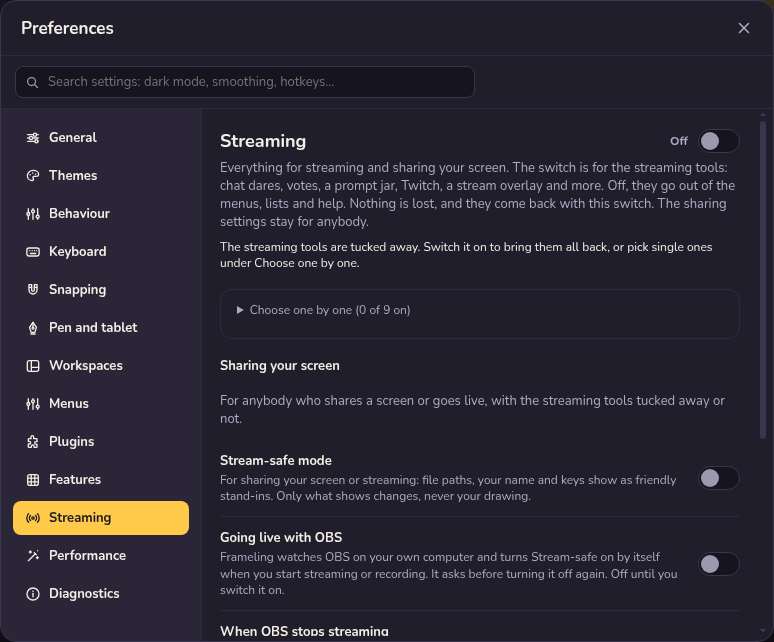 Preferences
Search settings: dark mode, smoothing, hotkeys...
General
Themes
Behaviour
Keyboard
Snapping
Pen and tablet
Workspaces
Menus
Plugins
Features
Streaming
Performance
Diagnostics
Streaming
Off
Everything for streaming and sharing your screen. The switch is for the streaming tools:
chat dares, votes, a prompt jar, Twitch, a stream overlay and more. Off, they go out of the
menus, lists and help. Nothing is lost, and they come back with this switch. The sharing
settings stay for anybody.
The streaming tools are tucked away. Switch it on to bring them all back, or pick single ones
under Choose one by one.
Choose one by one (0 of 9 on)
Sharing your screen
For anybody who shares a screen or goes live, with the streaming tools tucked away or
not.
Stream-safe mode
For sharing your screen or streaming: file paths, your name and keys show as friendly
stand-ins. Only what shows changes, never your drawing.
Going live with OBS
Frameling watches OBS on your own computer and turns Stream-safe on by itself
when you start streaming or recording. It asks before turning it off again. Off until you
switch it on.
When OBS stops streaming